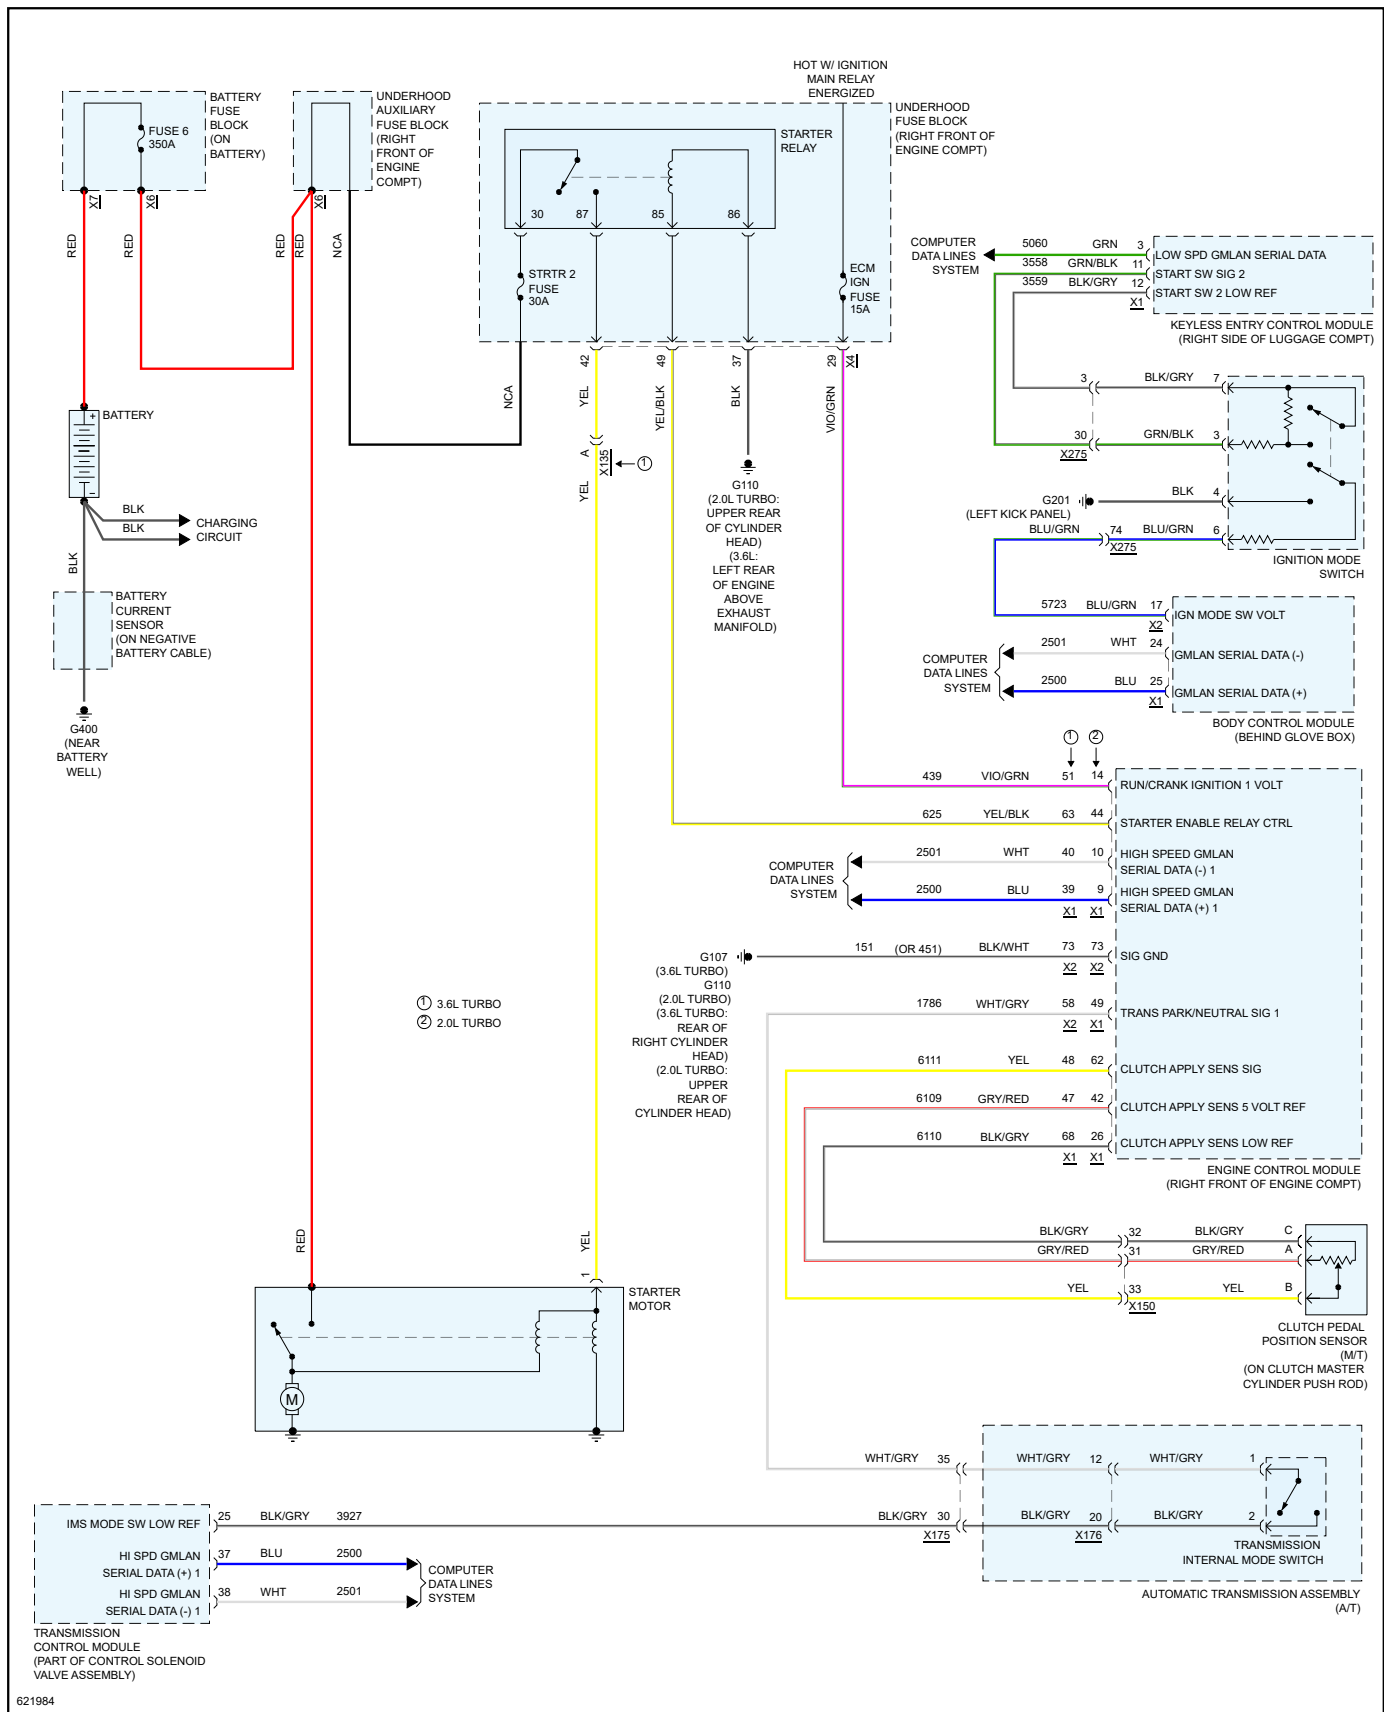 HOT W/ IGNITION
MAIN RELAY
ENERGIZED
BATTERY
FUSE
BLOCK
(ON
BATTERY)
FUSE 6
350A
X7
X6
RED
RED
UNDERHOOD
AUXILIARY
FUSE BLOCK
(RIGHT
FRONT OF
ENGINE
COMPT)
X6
RED
RED
NCA
UNDERHOOD
FUSE BLOCK
(RIGHT FRONT OF
ENGINE COMPT)
STARTER
RELAY
30
87
85
86
STRTR 2
FUSE
30A
ECM
IGN
FUSE
15A
NCA
42
YEL
49
YEL/BLK
37
BLK
29
X4
VIO/GRN
A
X135
1
YEL
G110
(2.0L TURBO:
UPPER REAR
OF CYLINDER
HEAD)
(3.6L:
LEFT REAR
OF ENGINE
ABOVE
EXHAUST
MANIFOLD)
+
BATTERY
–
BLK
BLK
CHARGING
CIRCUIT
BLK
BATTERY
CURRENT
SENSOR
(ON NEGATIVE
BATTERY CABLE)
G400
(NEAR
BATTERY
WELL)
COMPUTER
DATA LINES
SYSTEM
5060 GRN 3 LOW SPD GMLAN SERIAL DATA
3558 GRN/BLK 11 START SW SIG 2
3559 BLK/GRY 12 START SW 2 LOW REF
X1
KEYLESS ENTRY CONTROL MODULE
(RIGHT SIDE OF LUGGAGE COMPT)
3 BLK/GRY 7
30 GRN/BLK 3
X275
G201
(LEFT KICK PANEL)
BLK 4
BLU/GRN 74 BLU/GRN 6
X275
IGNITION MODE
SWITCH
5723 BLU/GRN 17 IGN MODE SW VOLT
X2
COMPUTER
DATA LINES
SYSTEM
2501 WHT 24 GMLAN SERIAL DATA (-)
2500 BLU 25 GMLAN SERIAL DATA (+)
X1
BODY CONTROL MODULE
(BEHIND GLOVE BOX)
1 2
439 VIO/GRN 51 14 RUN/CRANK IGNITION 1 VOLT
625 YEL/BLK 63 44 STARTER ENABLE RELAY CTRL
COMPUTER
DATA LINES
SYSTEM
2501 WHT 40 10 HIGH SPEED GMLAN
SERIAL DATA (-) 1
2500 BLU 39 9 HIGH SPEED GMLAN
SERIAL DATA (+) 1
X1 X1
151 (OR 451) BLK/WHT 73 73 SIG GND
X2 X2
G107
(3.6L TURBO)
G110
(2.0L TURBO)
(3.6L TURBO:
REAR OF
RIGHT CYLINDER
HEAD)
(2.0L TURBO:
UPPER
REAR OF
CYLINDER HEAD)
1786 WHT/GRY 58 49 TRANS PARK/NEUTRAL SIG 1
X2 X1
6111 YEL 48 62 CLUTCH APPLY SENS SIG
6109 GRY/RED 47 42 CLUTCH APPLY SENS 5 VOLT REF
6110 BLK/GRY 68 26 CLUTCH APPLY SENS LOW REF
X1 X1
ENGINE CONTROL MODULE
(RIGHT FRONT OF ENGINE COMPT)
1 3.6L TURBO
2 2.0L TURBO
BLK/GRY 32 BLK/GRY C
GRY/RED 31 GRY/RED A
YEL 33 YEL B
X150
CLUTCH PEDAL
POSITION SENSOR
(M/T)
(ON CLUTCH MASTER
CYLINDER PUSH ROD)
RED
YEL
1
STARTER
MOTOR
M
WHT/GRY 35 WHT/GRY 12 WHT/GRY 1
BLK/GRY 30 BLK/GRY 20 BLK/GRY 2
X175
X176
TRANSMISSION
INTERNAL MODE SWITCH
AUTOMATIC TRANSMISSION ASSEMBLY
(A/T)
IMS MODE SW LOW REF 25 BLK/GRY 3927
HI SPD GMLAN 37 BLU 2500
SERIAL DATA (+) 1
HI SPD GMLAN 38 WHT 2501
SERIAL DATA (-) 1
COMPUTER
DATA LINES
SYSTEM
TRANSMISSION
CONTROL MODULE
(PART OF CONTROL SOLENOID
VALVE ASSEMBLY)
621984